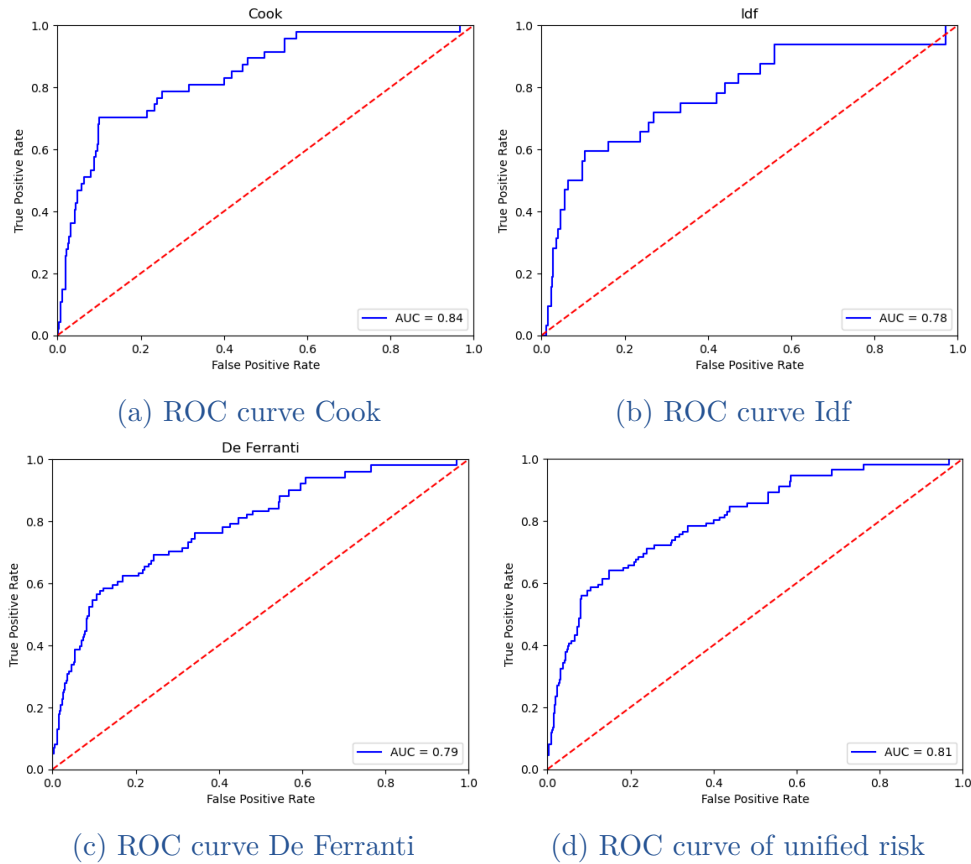 Cook
1.0
0.8
0.6
0.4
0.2
0.0
True Positive Rate
0.0 0.2 0.4 0.6 0.8 1.0
False Positive Rate
AUC = 0.84
(a) ROC curve Cook
Idf
1.0
0.8
0.6
0.4
0.2
0.0
True Positive Rate
0.0 0.2 0.4 0.6 0.8 1.0
False Positive Rate
AUC = 0.78
(b) ROC curve Idf
De Ferranti
1.0
0.8
0.6
0.4
0.2
0.0
True Positive Rate
0.0 0.2 0.4 0.6 0.8 1.0
False Positive Rate
AUC = 0.79
(c) ROC curve De Ferranti
1.0
0.8
0.6
0.4
0.2
0.0
True Positive Rate
0.0 0.2 0.4 0.6 0.8 1.0
False Positive Rate
AUC = 0.81
(d) ROC curve of unified risk